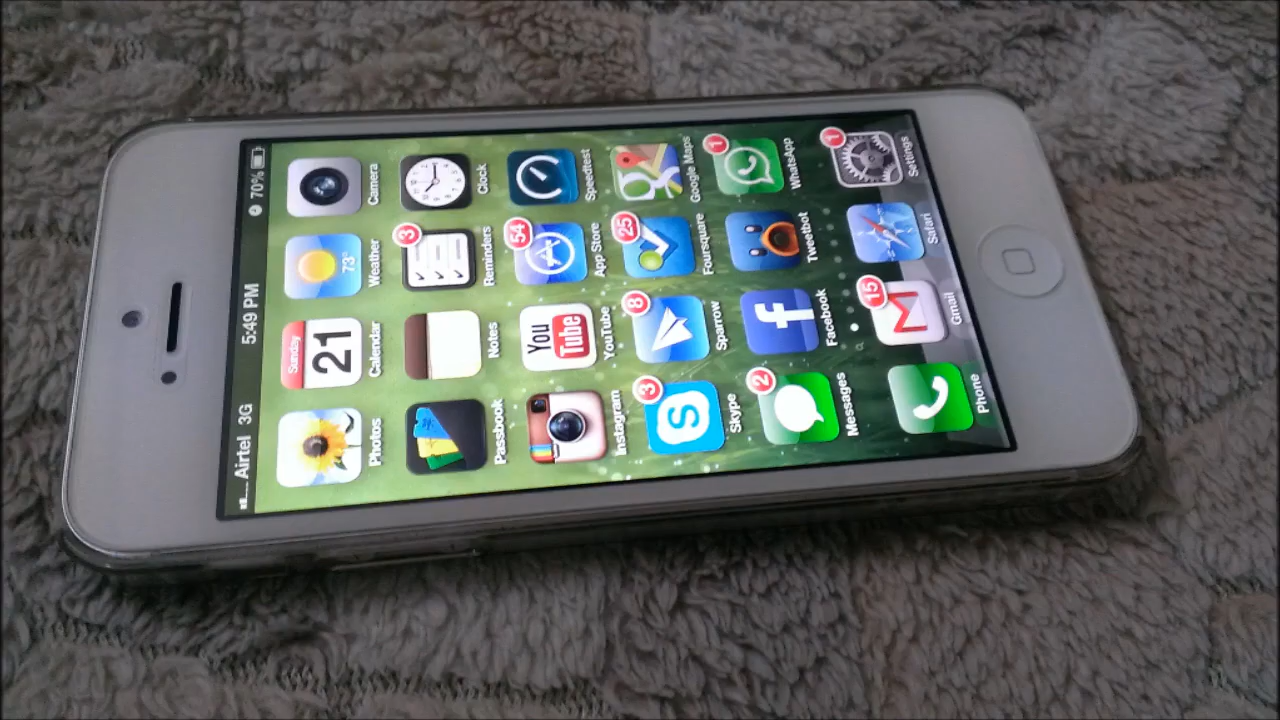 Airtel 3G 5:49 PM 70%
Sunday
21 73°
Photos Calendar Weather Camera
3
Passbook Notes Reminders Clock
You
Tube 54
Instagram YouTube App Store Speedtest
3 8 25
S g
Skype Sparrow Foursquare Google Maps
2 f 1
Messages Facebook Tweetbot WhatsApp
15 1
Phone Gmail Safari Settings